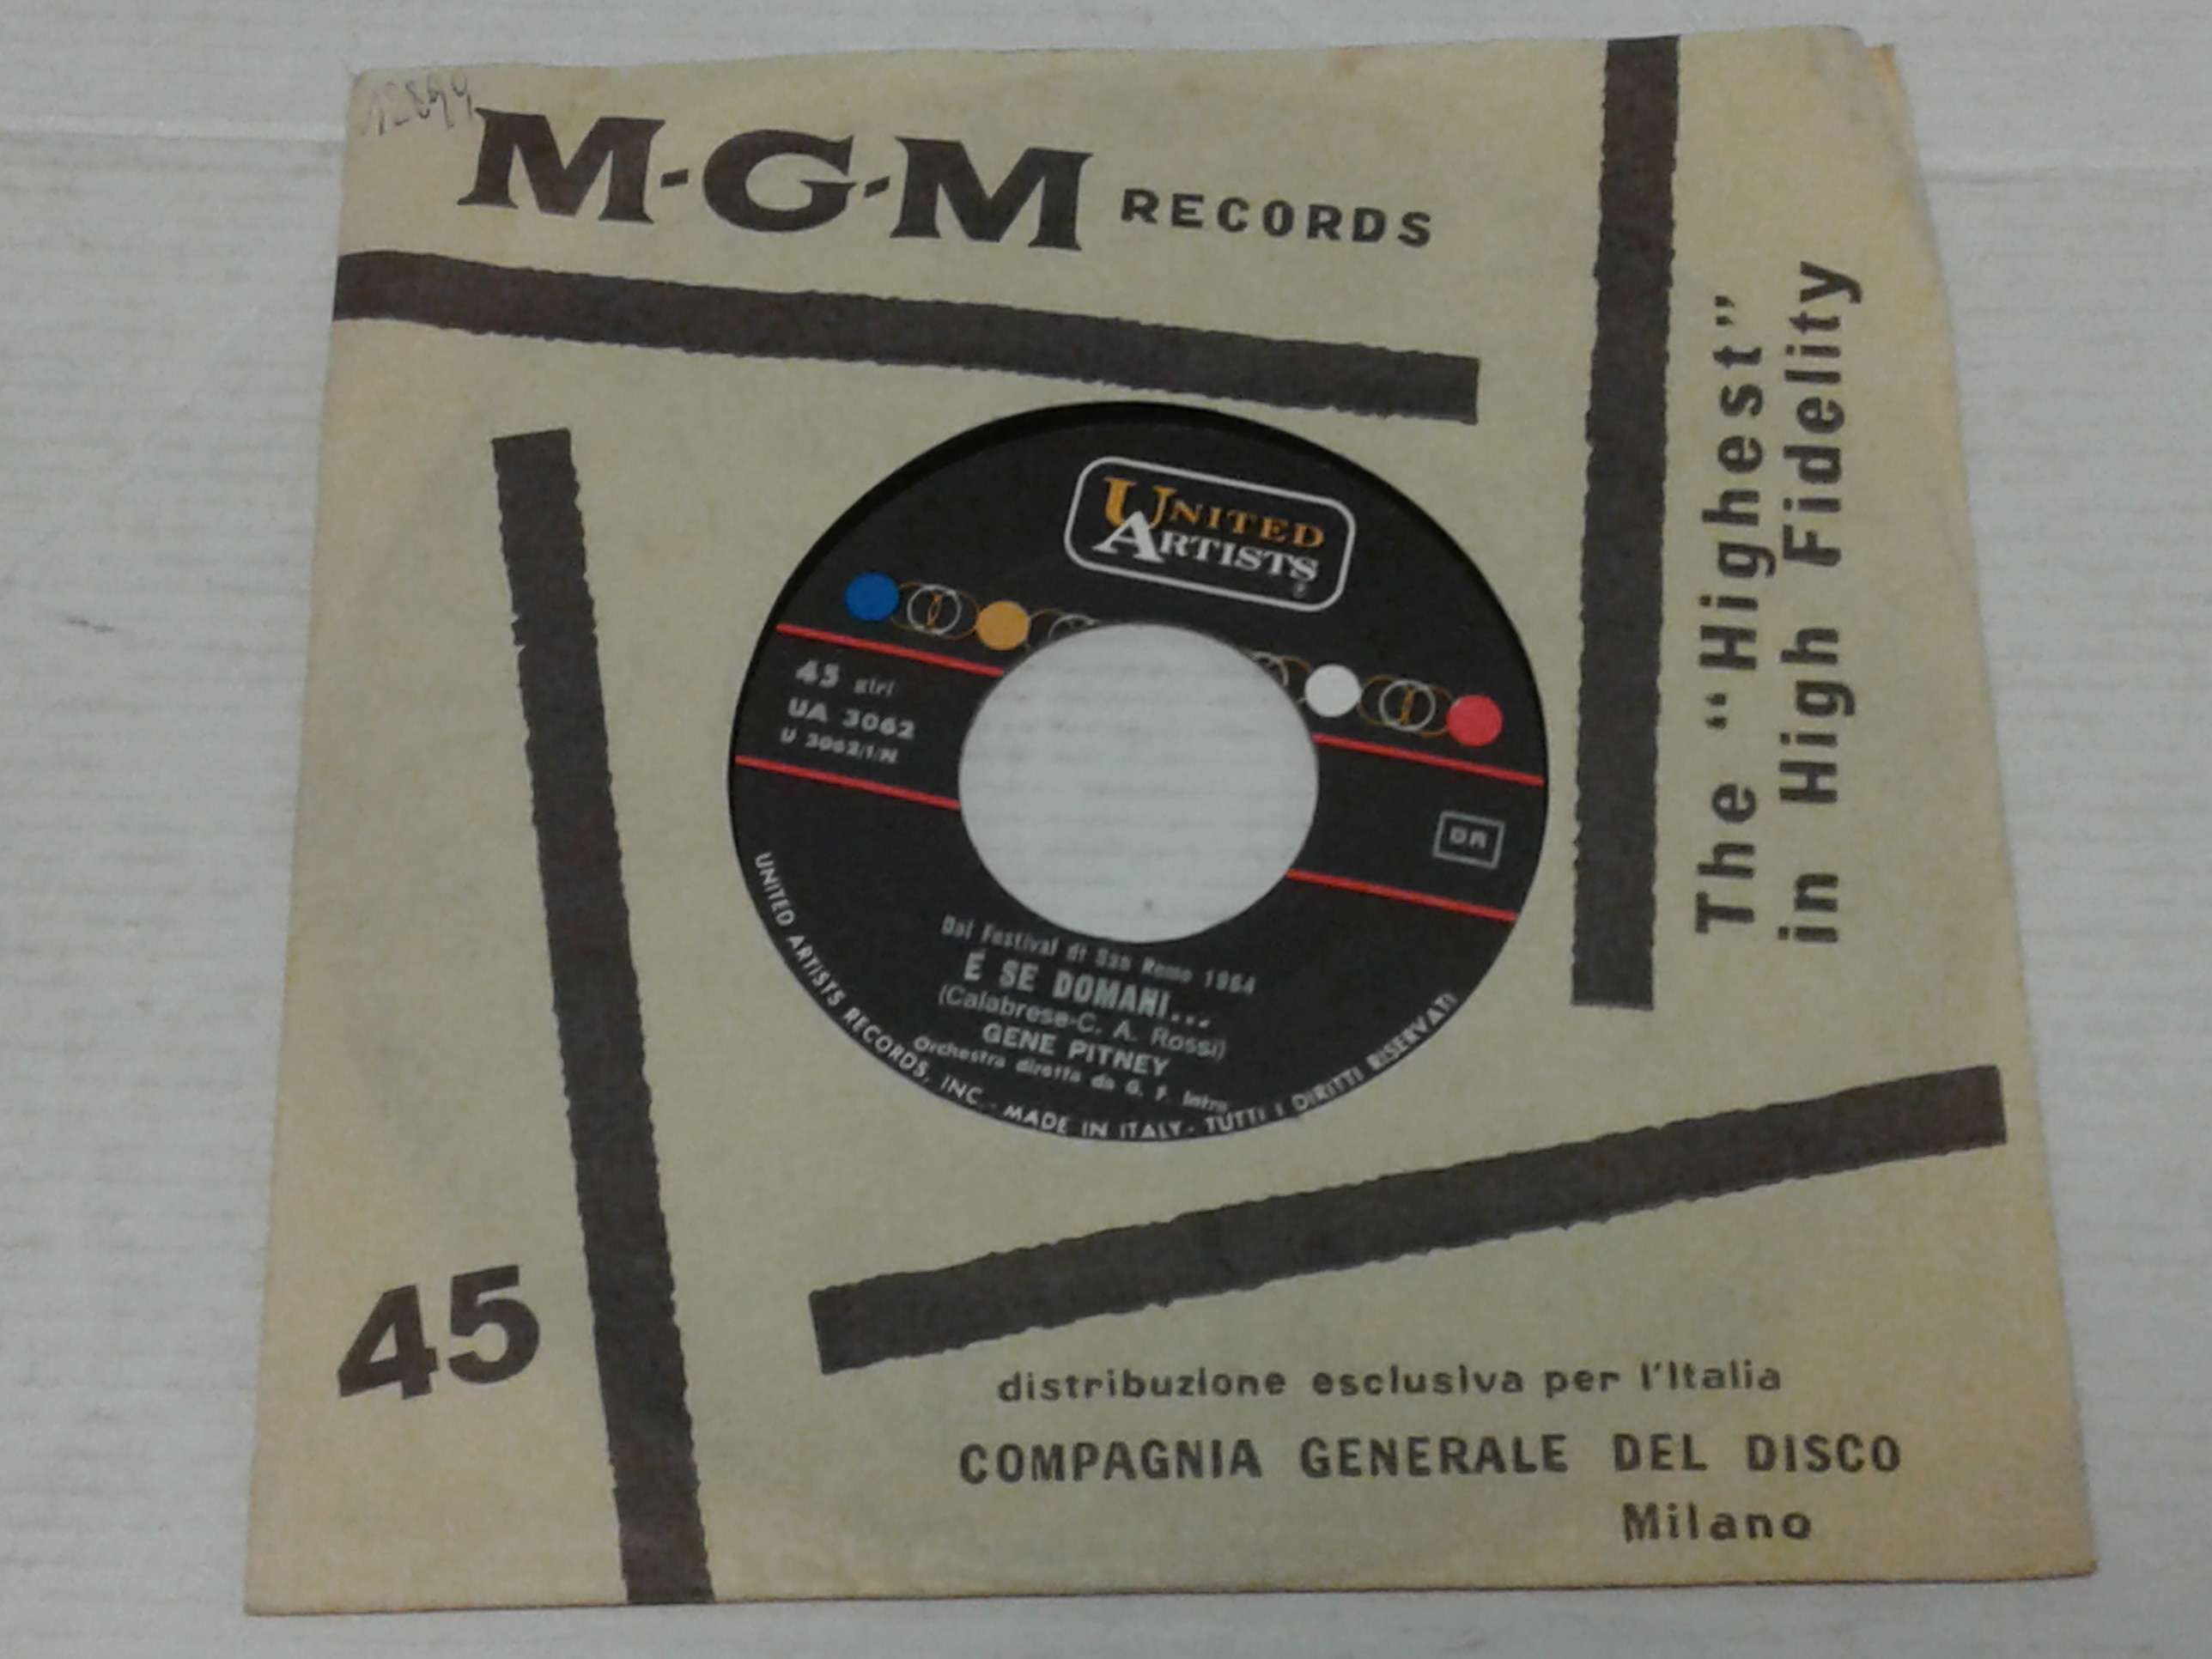 M-G-M RECORDS
The "Highest"
in High Fidelity
UNITED
ARTISTS
®
45 giri
UA 3062
U 3062/1/N
DR
Dal Festival di San Remo 1964
E SE DOMANI...
(Calabrese-C. A. Rossi)
GENE PITNEY
Orchestra diretta da G. F. Intra
UNITED ARTISTS RECORDS, INC. - MADE IN ITALY - TUTTI I DIRITTI RISERVATI
45
distribuzione esclusiva per l'Italia
COMPAGNIA GENERALE DEL DISCO
Milano